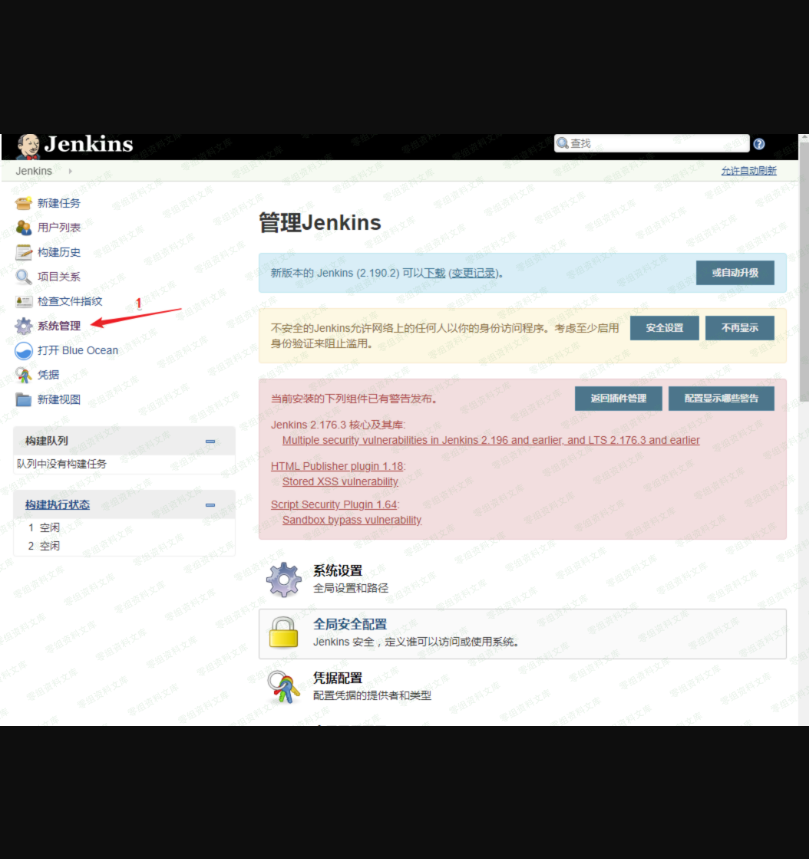 Jenkins
查找
Jenkins
允许自动刷新
新建任务
用户列表
构建历史
项目关系
检查文件指纹
1
系统管理
打开 Blue Ocean
凭据
新建视图
构建队列
队列中没有构建任务
构建执行状态
1 空闲
2 空闲
管理Jenkins
新版本的 Jenkins (2.190.2) 可以下载 (变更记录)。
或自动升级
不安全的Jenkins允许网络上的任何人以你的身份访问程序。考虑至少启用
身份验证来阻止滥用。
安全设置
不再显示
当前安装的下列组件已有警告发布。
返回插件管理
配置显示哪些警告
Jenkins 2.176.3 核心及其库:
Multiple security vulnerabilities in Jenkins 2.196 and earlier, and LTS 2.176.3 and earlier
HTML Publisher plugin 1.18:
Stored XSS vulnerability
Script Security Plugin 1.64:
Sandbox bypass vulnerability
系统设置
全局设置和路径
全局安全配置
Jenkins 安全，定义谁可以访问或使用系统。
凭据配置
配置凭据的提供者和类型
零组资料文库